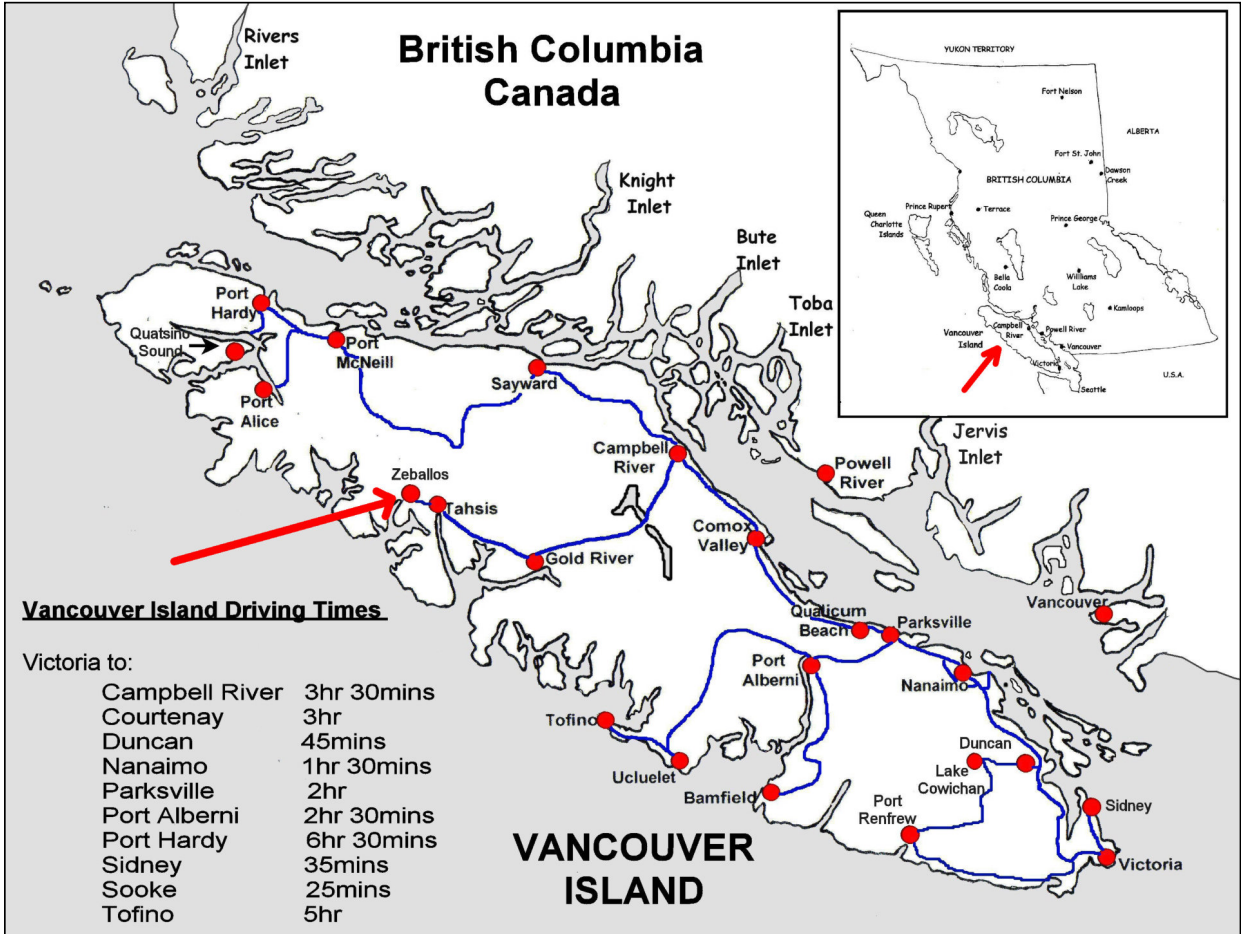 British Columbia
Canada
Rivers
Inlet
Knight
Inlet
Bute
Inlet
Toba
Inlet
Jervis
Inlet
YUKON TERRITORY
Fort Nelson
ALBERTA
Fort St. John
Dawson
Creek
BRITISH COLUMBIA
Prince Rupert
Terrace
Queen
Charlotte
Islands
Prince George
Bella
Coola
Williams
Lake
Kamloops
Vancouver
Island
Campbell
River
Powell River
Vancouver
Victoria
Seattle
U.S.A.
Port
Hardy
Quatsino
Sound
Port
McNeill
Port
Alice
Sayward
Zeballos
Tahsis
Gold River
Campbell
River
Powell
River
Comox
Valley
Qualicum
Beach
Parksville
Vancouver
Port
Alberni
Nanaimo
Tofino
Ucluelet
Bamfield
Duncan
Lake
Cowichan
Port
Renfrew
Sidney
Victoria
VANCOUVER
ISLAND
Vancouver Island Driving Times
Victoria to:
Campbell River 3hr 30mins
Courtenay 3hr
Duncan 45mins
Nanaimo 1hr 30mins
Parksville 2hr
Port Alberni 2hr 30mins
Port Hardy 6hr 30mins
Sidney 35mins
Sooke 25mins
Tofino 5hr